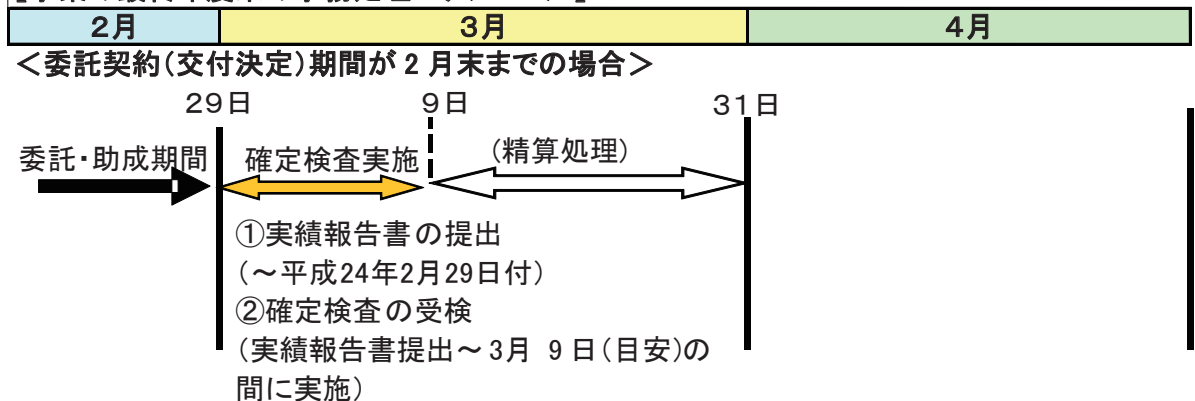 2月 3月 4月
＜委託契約(交付決定)期間が2月末までの場合＞
29日 9日 31日
委託・助成期間 確定検査実施 (精算処理)
①実績報告書の提出
(～平成24年2月29日付)
②確定検査の受検
(実績報告書提出～3月 9日(目安)の
間に実施)